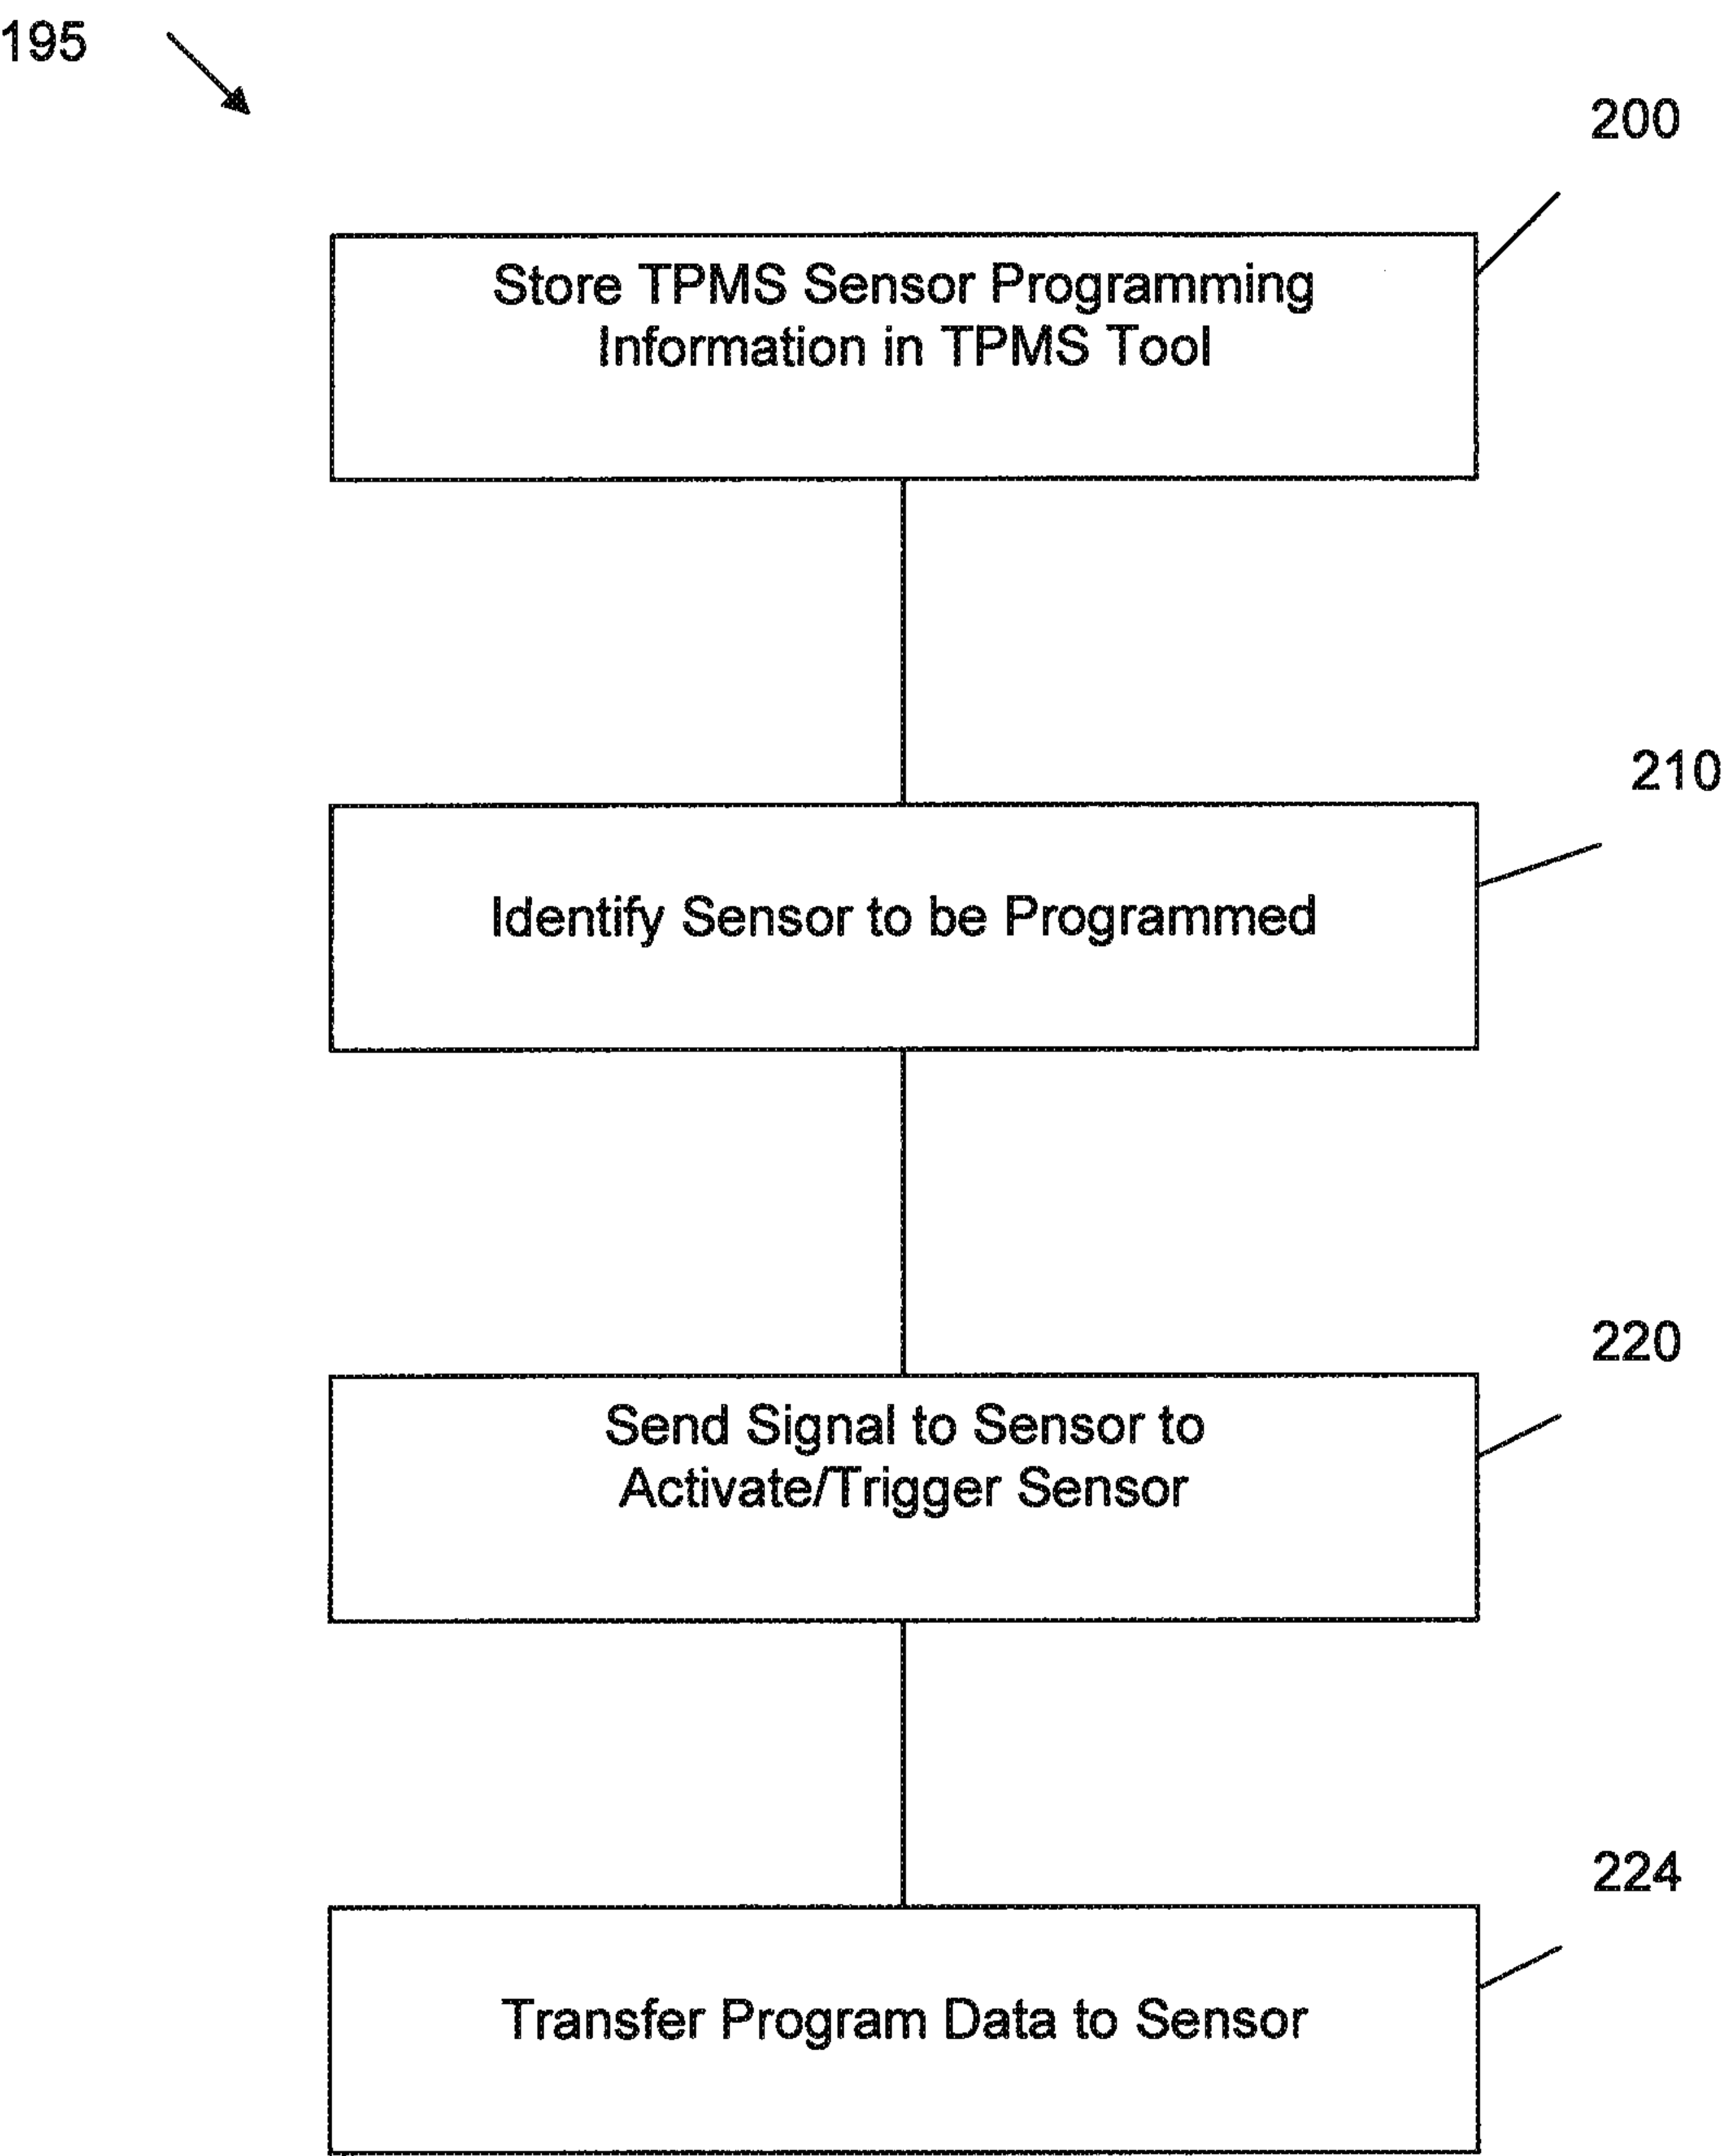 195
200
Store TPMS Sensor Programming
Information in TPMS Tool
210
Identify Sensor to be Programmed
220
Send Signal to Sensor to
Activate/Trigger Sensor
224
Transfer Program Data to Sensor